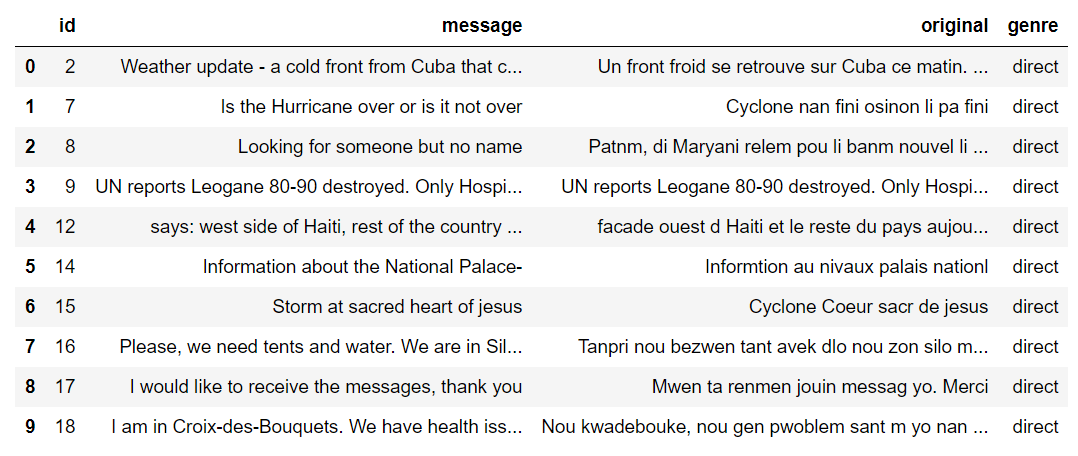 id message original genre
0 2 Weather update - a cold front from Cuba that c... Un front froid se retrouve sur Cuba ce matin. ... direct
1 7 Is the Hurricane over or is it not over Cyclone nan fini osinon li pa fini direct
2 8 Looking for someone but no name Patnm, di Maryani relem pou li banm nouvel li ... direct
3 9 UN reports Leogane 80-90 destroyed. Only Hospi... UN reports Leogane 80-90 destroyed. Only Hospi... direct
4 12 says: west side of Haiti, rest of the country ... facade ouest d Haiti et le reste du pays aujou... direct
5 14 Information about the National Palace- Informtion au nivaux palais nationl direct
6 15 Storm at sacred heart of jesus Cyclone Coeur sacr de jesus direct
7 16 Please, we need tents and water. We are in Sil... Tanpri nou bezwen tant avek dlo nou zon silo m... direct
8 17 I would like to receive the messages, thank you Mwen ta renmen jouin messag yo. Merci direct
9 18 I am in Croix-des-Bouquets. We have health iss... Nou kwadebouke, nou gen pwoblem sant m yo nan ... direct